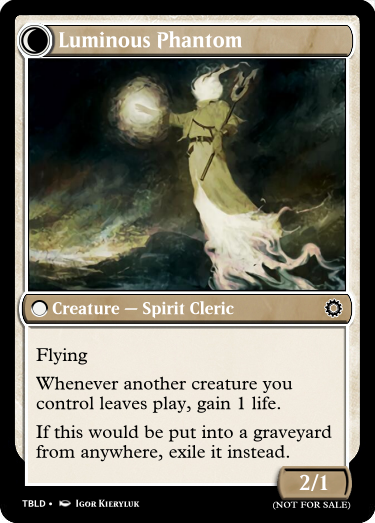 Luminous Phantom
Creature — Spirit Cleric
Flying
Whenever another creature you
control leaves play, gain 1 life.
If this would be put into a graveyard
from anywhere, exile it instead.
2/1
TBLD • Igor Kieryluk
(NOT FOR SALE)